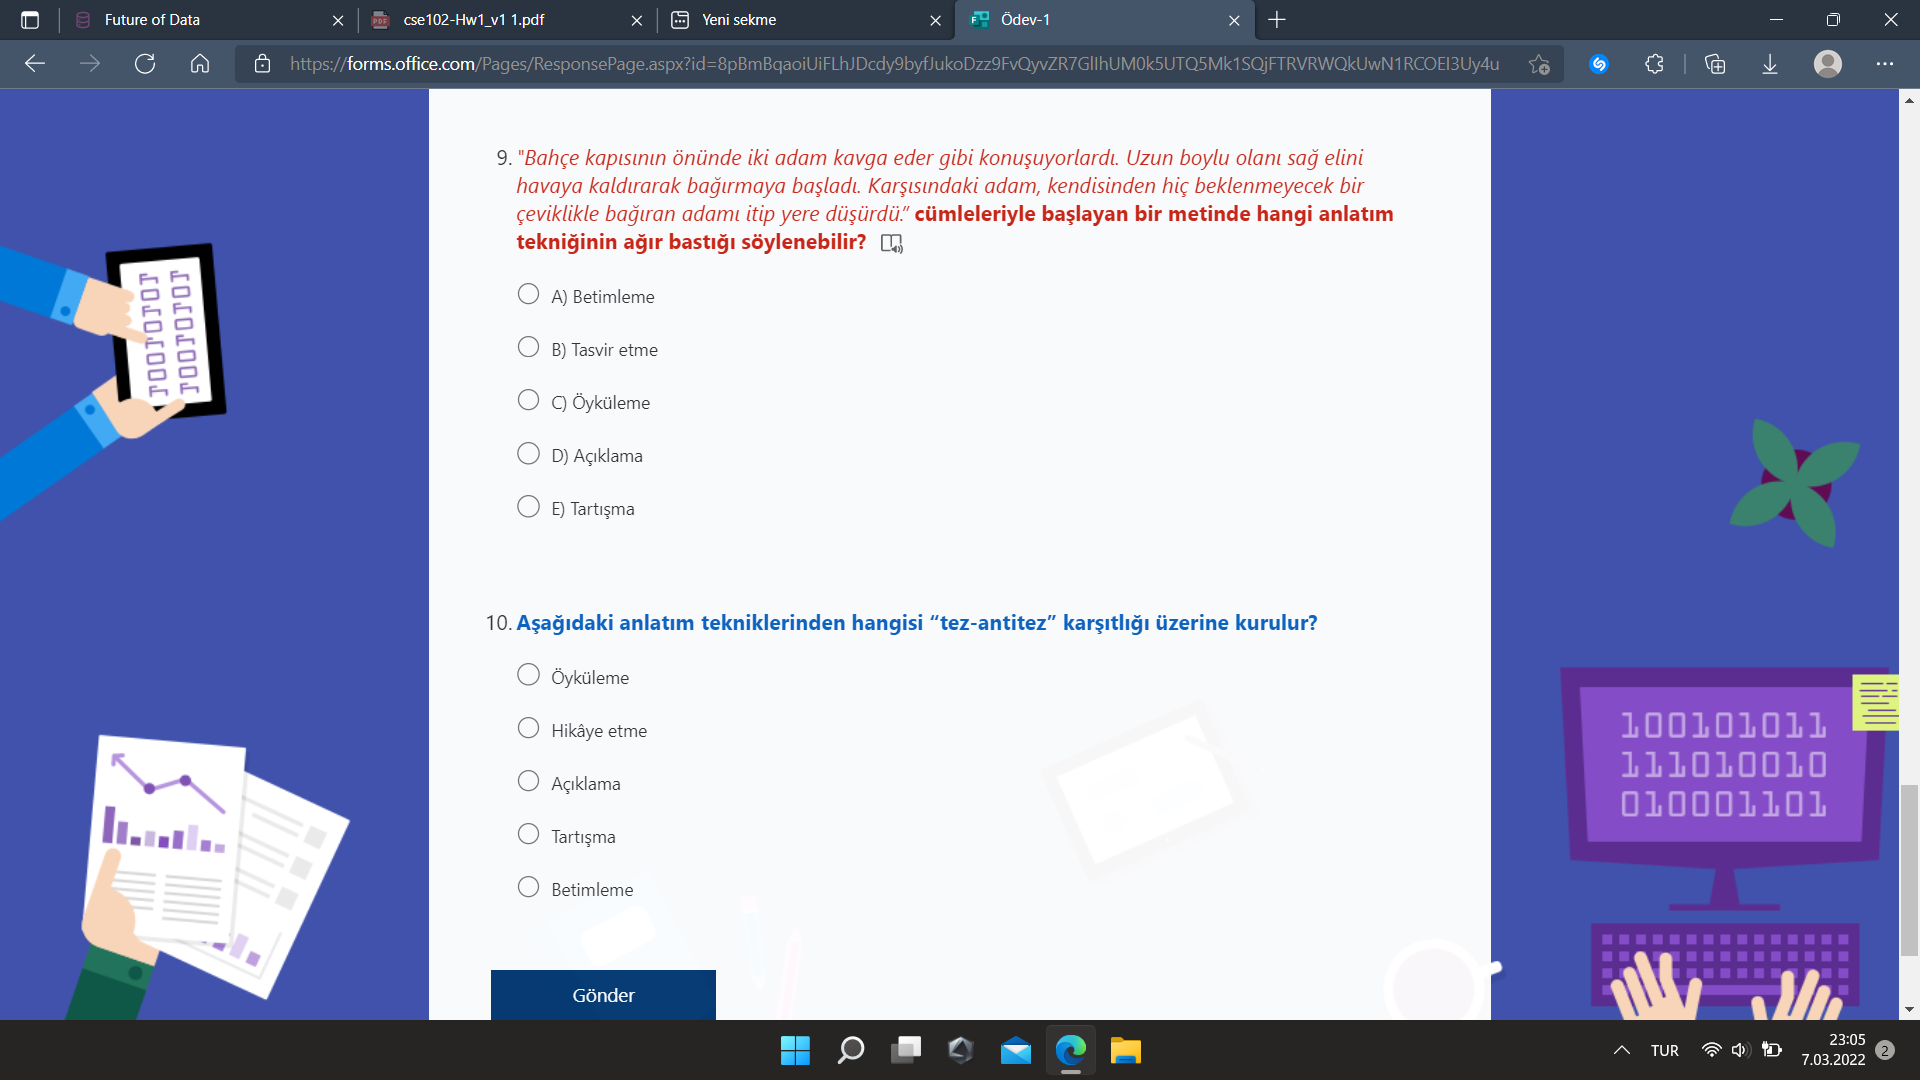 Future of Data
cse102-Hw1_v1 1.pdf
Yeni sekme
Ödev-1
https://forms.office.com/Pages/ResponsePage.aspx?id=8pBmBqaoiUiFLhJDcdy9byfJukoDzz9FvQyvZR7GlIhUM0k5UTQ5Mk1SQjFTRVRWQkUwN1RCOEI3Uy4u
9. "Bahçe kapısının önünde iki adam kavga eder gibi konuşuyorlardı. Uzun boylu olanı sağ elini
havaya kaldırarak bağırmaya başladı. Karşısındaki adam, kendisinden hiç beklenmeyecek bir
çeviklikle bağıran adamı itip yere düşürdü.” cümleleriyle başlayan bir metinde hangi anlatım
tekniğinin ağır bastığı söylenebilir?
A) Betimleme
B) Tasvir etme
C) Öyküleme
D) Açıklama
E) Tartışma
10. Aşağıdaki anlatım tekniklerinden hangisi “tez-antitez” karşıtlığı üzerine kurulur?
Öyküleme
Hikâye etme
Açıklama
Tartışma
Betimleme
Gönder
100101011
111010010
010001101
TUR
23:05
7.03.2022
2